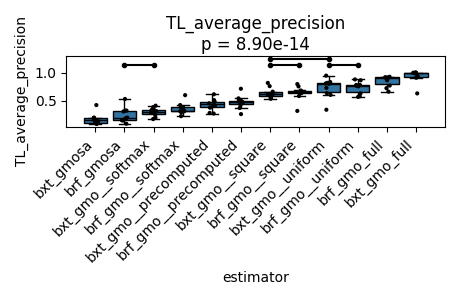 TL_average_precision
p = 8.90e-14
TL_average_precision
1.0
0.5
bxt_gmosa
brf_gmosa
bxt_gmo__softmax
brf_gmo__softmax
bxt_gmo__precomputed
brf_gmo__precomputed
bxt_gmo__square
brf_gmo__square
bxt_gmo__uniform
brf_gmo__uniform
brf_gmo_full
bxt_gmo_full
estimator